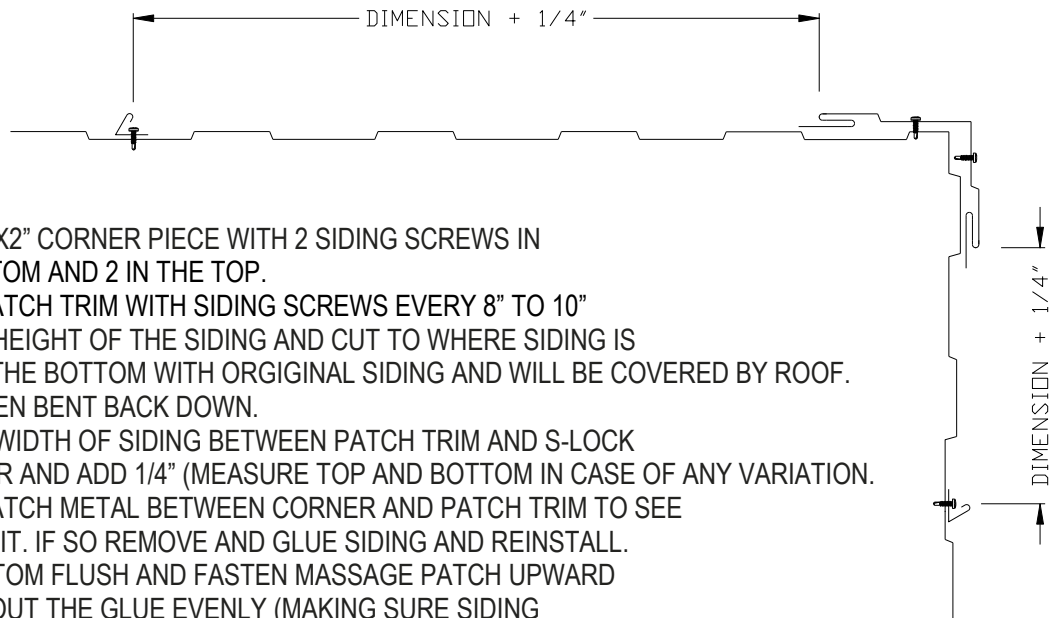 DIMENSION + 1/4"
X2” CORNER PIECE WITH 2 SIDING SCREWS IN
TOM AND 2 IN THE TOP.
ATCH TRIM WITH SIDING SCREWS EVERY 8” TO 10”
HEIGHT OF THE SIDING AND CUT TO WHERE SIDING IS
THE BOTTOM WITH ORGIGINAL SIDING AND WILL BE COVERED BY ROOF.
EN BENT BACK DOWN.
WIDTH OF SIDING BETWEEN PATCH TRIM AND S-LOCK
R AND ADD 1/4” (MEASURE TOP AND BOTTOM IN CASE OF ANY VARIATION.
ATCH METAL BETWEEN CORNER AND PATCH TRIM TO SEE
IT. IF SO REMOVE AND GLUE SIDING AND REINSTALL.
TOM FLUSH AND FASTEN MASSAGE PATCH UPWARD
OUT THE GLUE EVENLY (MAKING SURE SIDING
DIMENSION + 1/4"